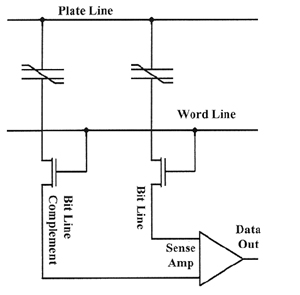 Plate Line
Word Line
Bit Line
Complement
Bit Line
Sense
Amp
Data
Out